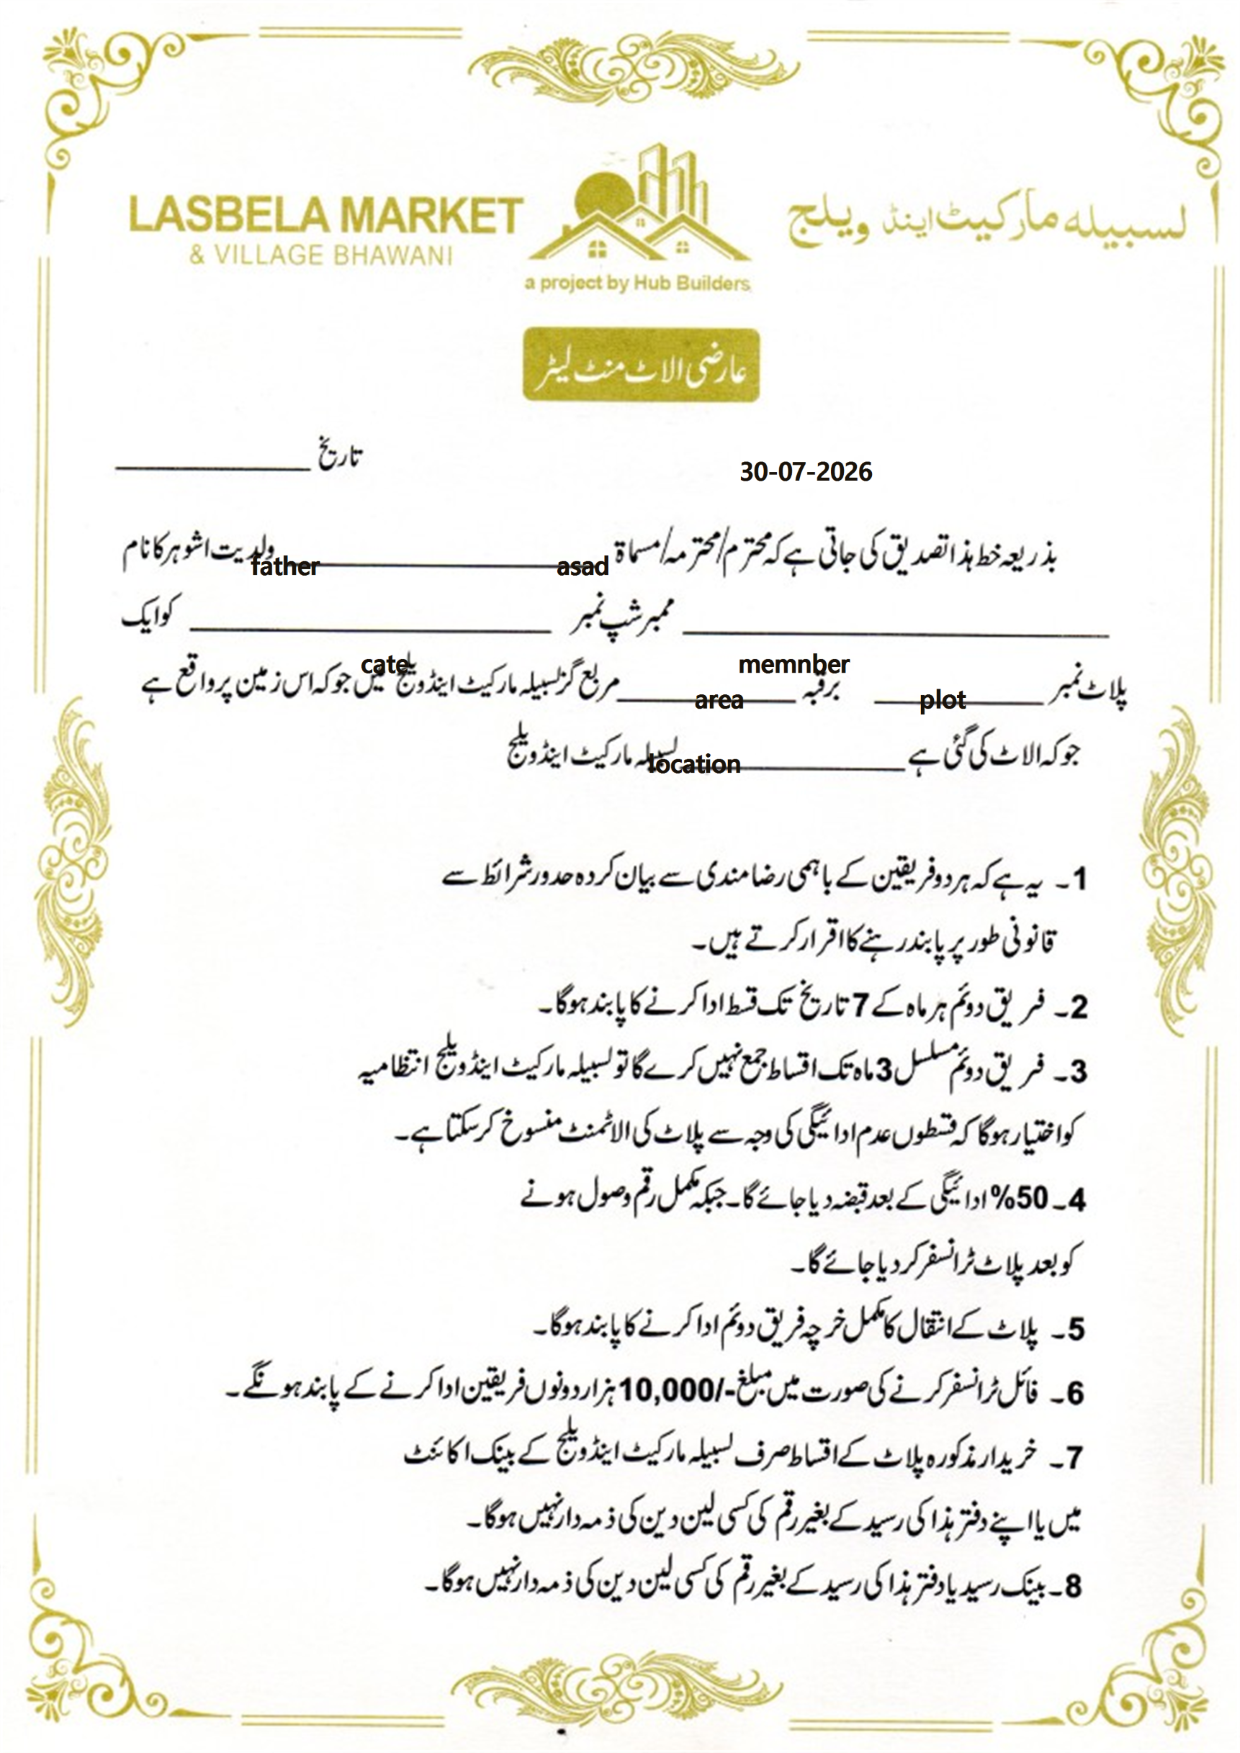 LASBELA MARKET
& VILLAGE BHAWANI
a project by Hub Builders
لسبیلہ مارکیٹ اینڈ ویلج
عارضی الاٹ منٹ لیٹر
تاریخ
30-07-2026
بذریعہ خط ہذا تصدیق کی جاتی ہے کہ محترم/محترمہ/مسماۃ asad father ولدیت اشوہر کا نام
ممبر شپ نمبر کو ایک
memnber cate
پلاٹ نمبر plot برقبہ area مربع گز لسبیلہ مارکیٹ اینڈ ویلج میں جو کہ اس زمین پر واقع ہے
جو کہ الاٹ کی گئی ہے location لسبیلہ مارکیٹ اینڈ ویلج
1۔ یہ ہے کہ ہر دو فریقین کے باہمی رضا مندی سے بیان کردہ حدور شرائط سے
قانونی طور پر پابند رہنے کا اقرار کرتے ہیں۔
2۔ فریق دوئم ہر ماہ کے 7 تاریخ تک قسط ادا کرنے کا پابند ہوگا۔
3۔ فریق دوئم مسلسل 3 ماہ تک اقساط جمع نہیں کرے گا تو لسبیلہ مارکیٹ اینڈ ویلج انتظامیہ
کو اختیار ہوگا کہ قسطوں عدم ادائیگی کی وجہ سے پلاٹ کی الاٹمنٹ منسوخ کر سکتا ہے۔
4۔ 50% ادائیگی کے بعد قبضہ دیا جائے گا۔ جبکہ مکمل رقم وصول ہونے
کو بعد پلاٹ ٹرانسفر کر دیا جائے گا۔
5۔ پلاٹ کے انتقال کا مکمل خرچہ فریق دوئم ادا کرنے کا پابند ہوگا۔
6۔ فائل ٹرانسفر کرنے کی صورت میں مبلغ -/10,000 ہزار دونوں فریقین ادا کرنے کے پابند ہونگے۔
7۔ خریدار مذکورہ پلاٹ کے اقساط صرف لسبیلہ مارکیٹ اینڈ ویلج کے بینک اکائنٹ
میں یا اپنے دفتر ہذا کی رسید کے بغیر رقم کی کسی لین دین کی ذمہ دار نہیں ہوگا۔
8۔ بینک رسید یا دفتر ہذا کی رسید کے بغیر رقم کی کسی لین دین کی ذمہ دار نہیں ہوگا۔